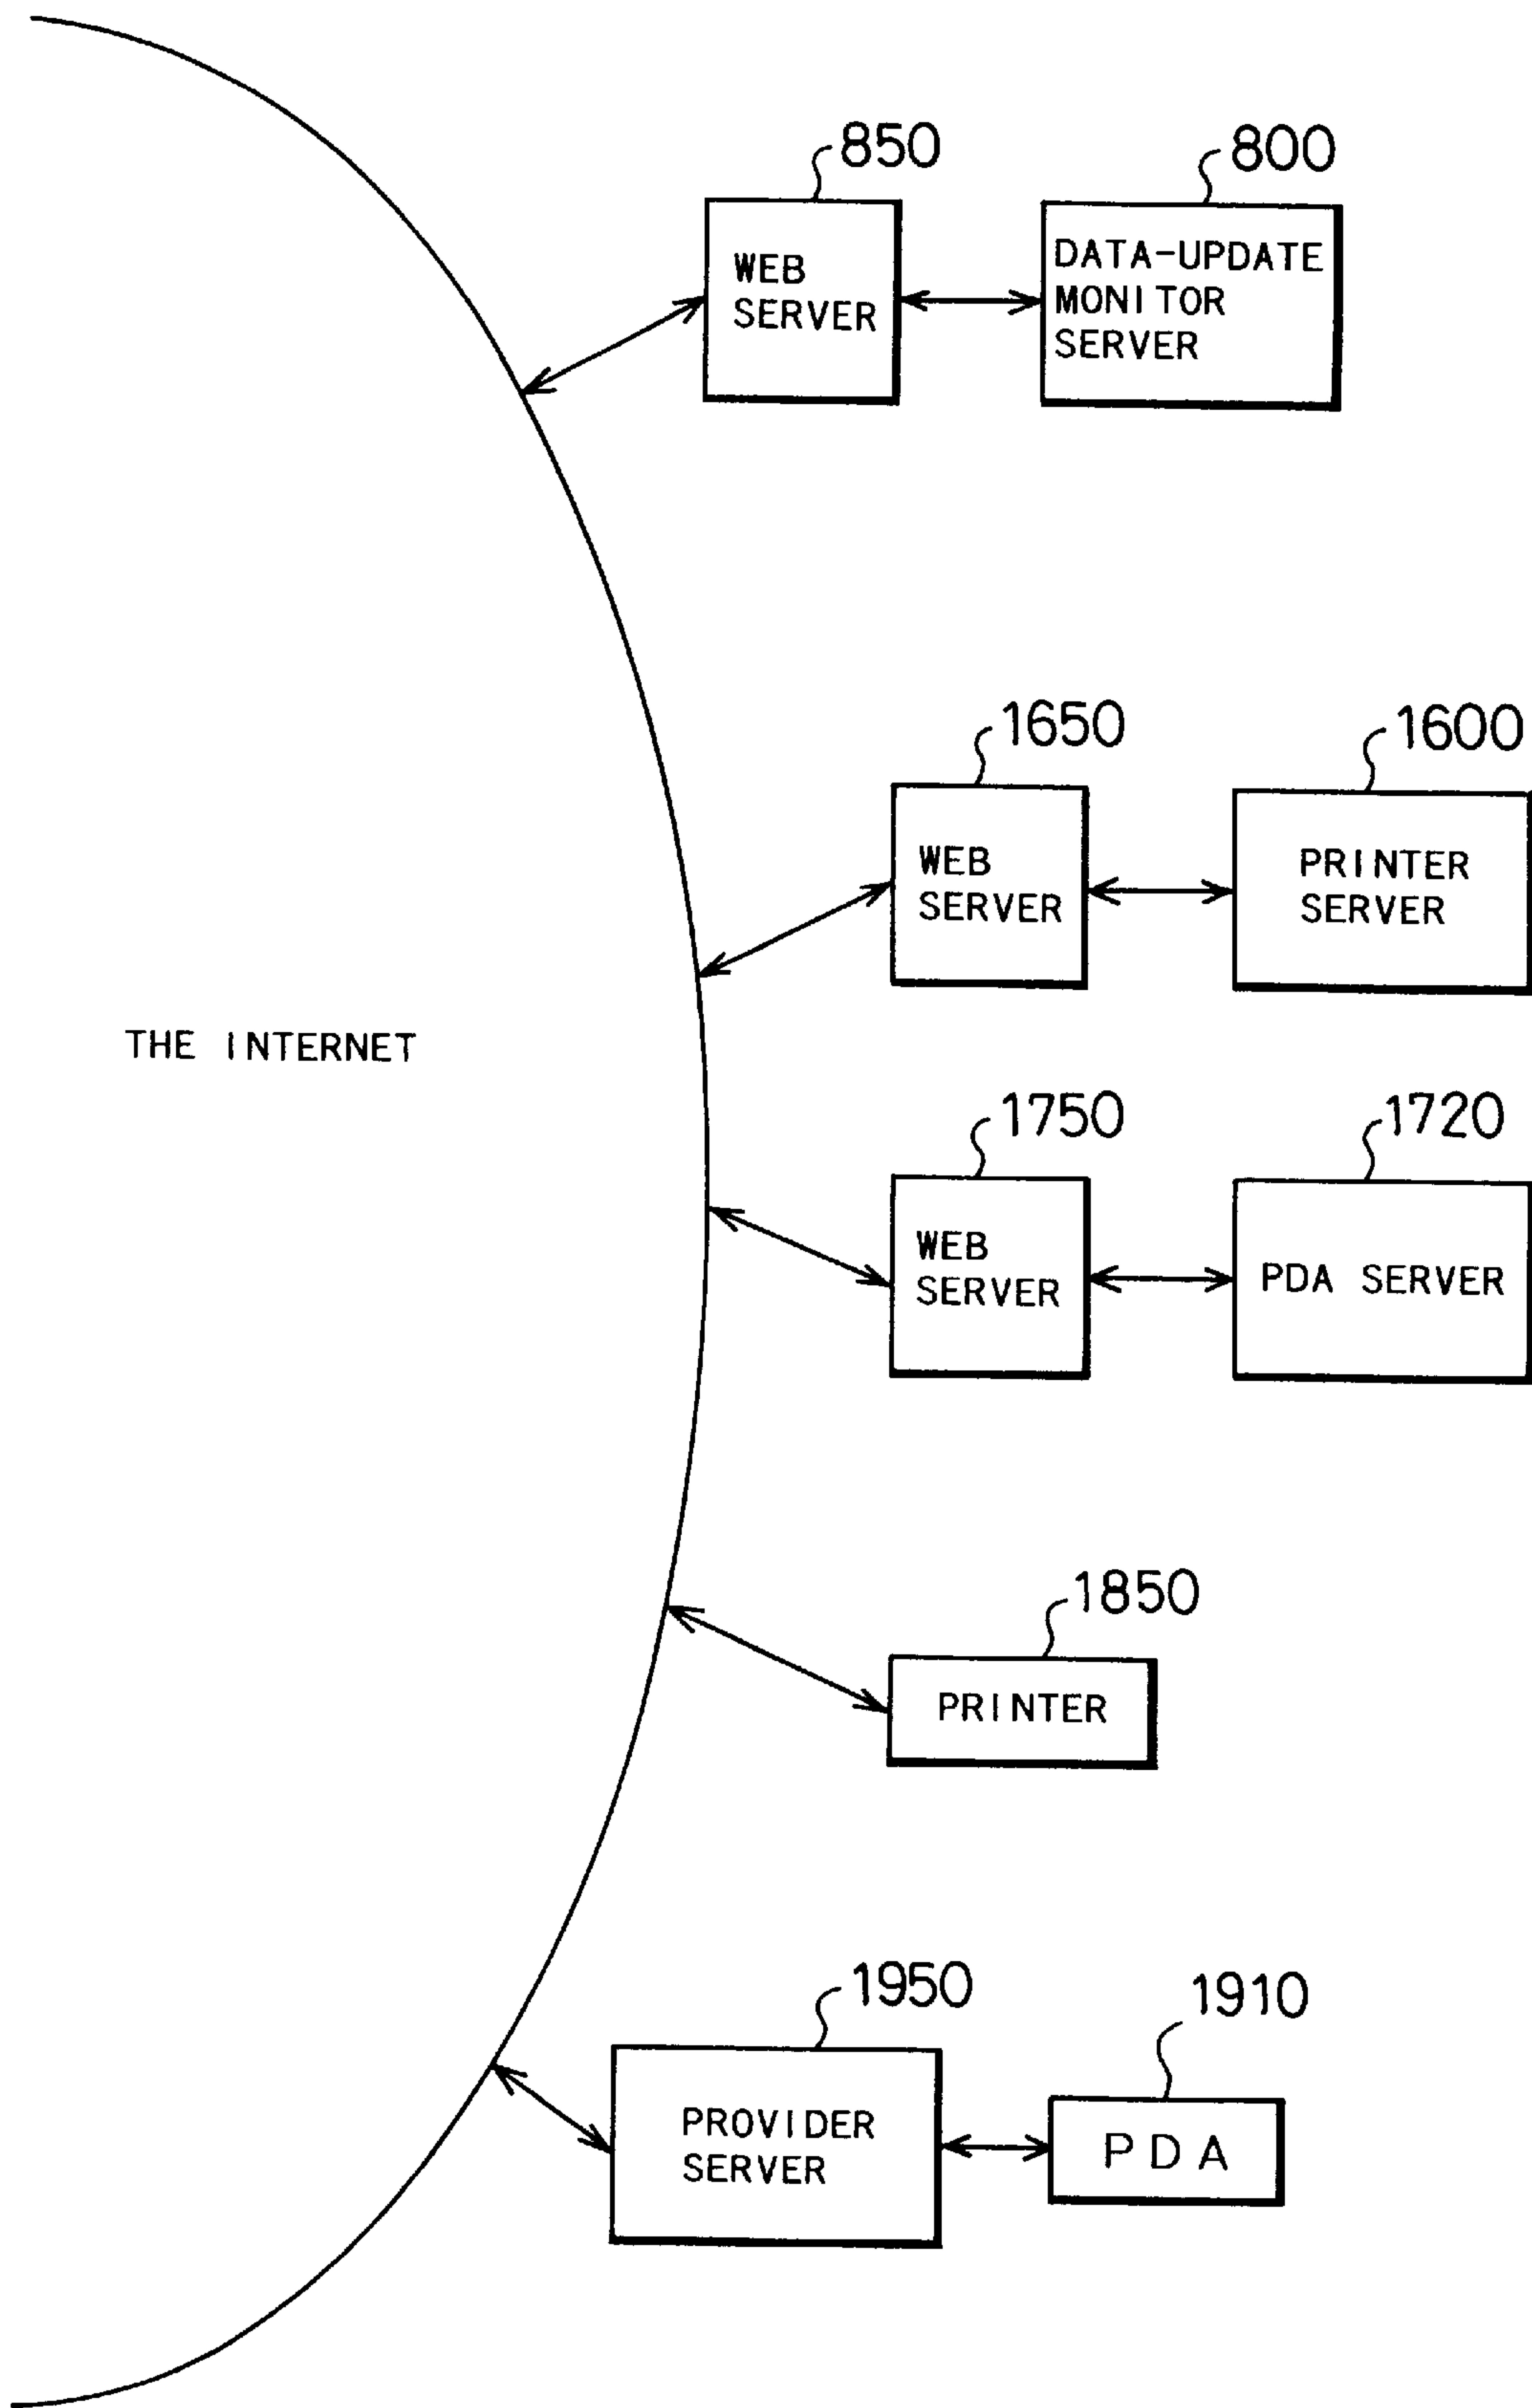 850
800
WEB
SERVER
DATA-UPDATE
MONITOR
SERVER
1650
1600
WEB
SERVER
PRINTER
SERVER
THE INTERNET
1750
1720
WEB
SERVER
PDA SERVER
1850
PRINTER
1950
1910
PROVIDER
SERVER
PDA